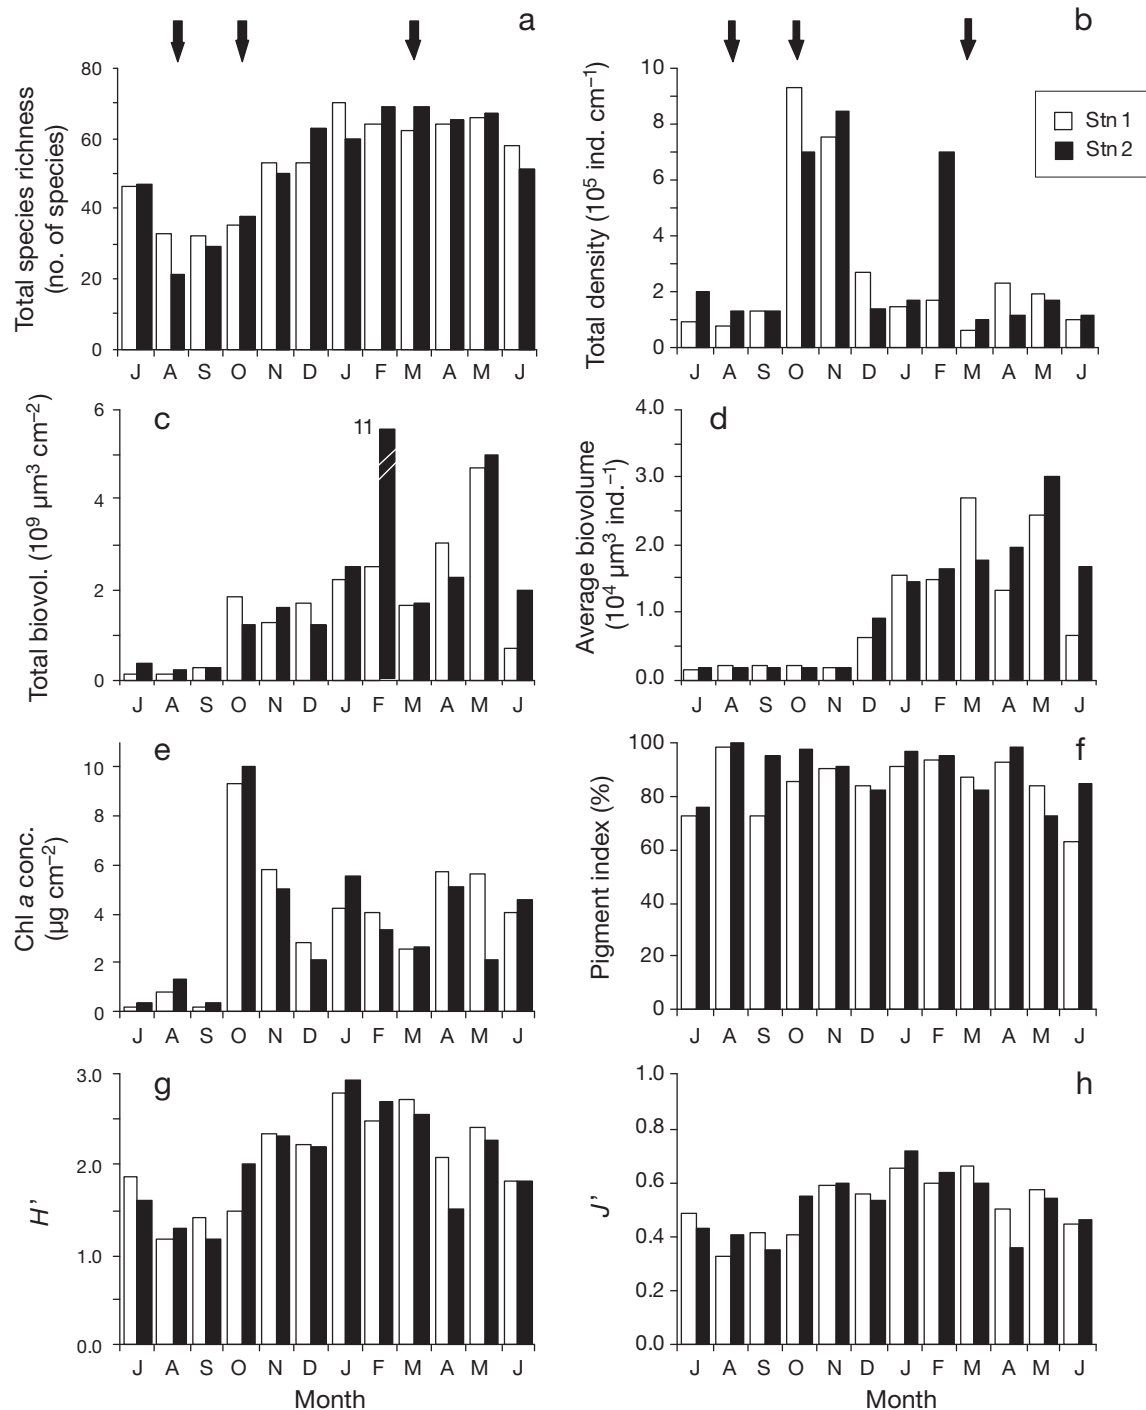 a
Total species richness
(no. of species)
80
60
40
20
0
J A S O N D J F M A M J
b
Total density (10⁵ ind. cm⁻¹)
10
8
6
4
2
0
J A S O N D J F M A M J
Stn 1
Stn 2
c
Total biovol. (10⁹ µm³ cm⁻²)
6
4
2
0
11
J A S O N D J F M A M J
d
Average biovolume
(10⁴ µm³ ind.⁻¹)
4.0
3.0
2.0
1.0
0.0
J A S O N D J F M A M J
e
Chl a conc.
(µg cm⁻²)
10
8
6
4
2
0
J A S O N D J F M A M J
f
Pigment index (%)
100
80
60
40
20
0
J A S O N D J F M A M J
g
H’
3.0
2.0
1.0
0.0
J A S O N D J F M A M J
Month
h
J’
1.0
0.8
0.6
0.4
0.2
0.0
J A S O N D J F M A M J
Month